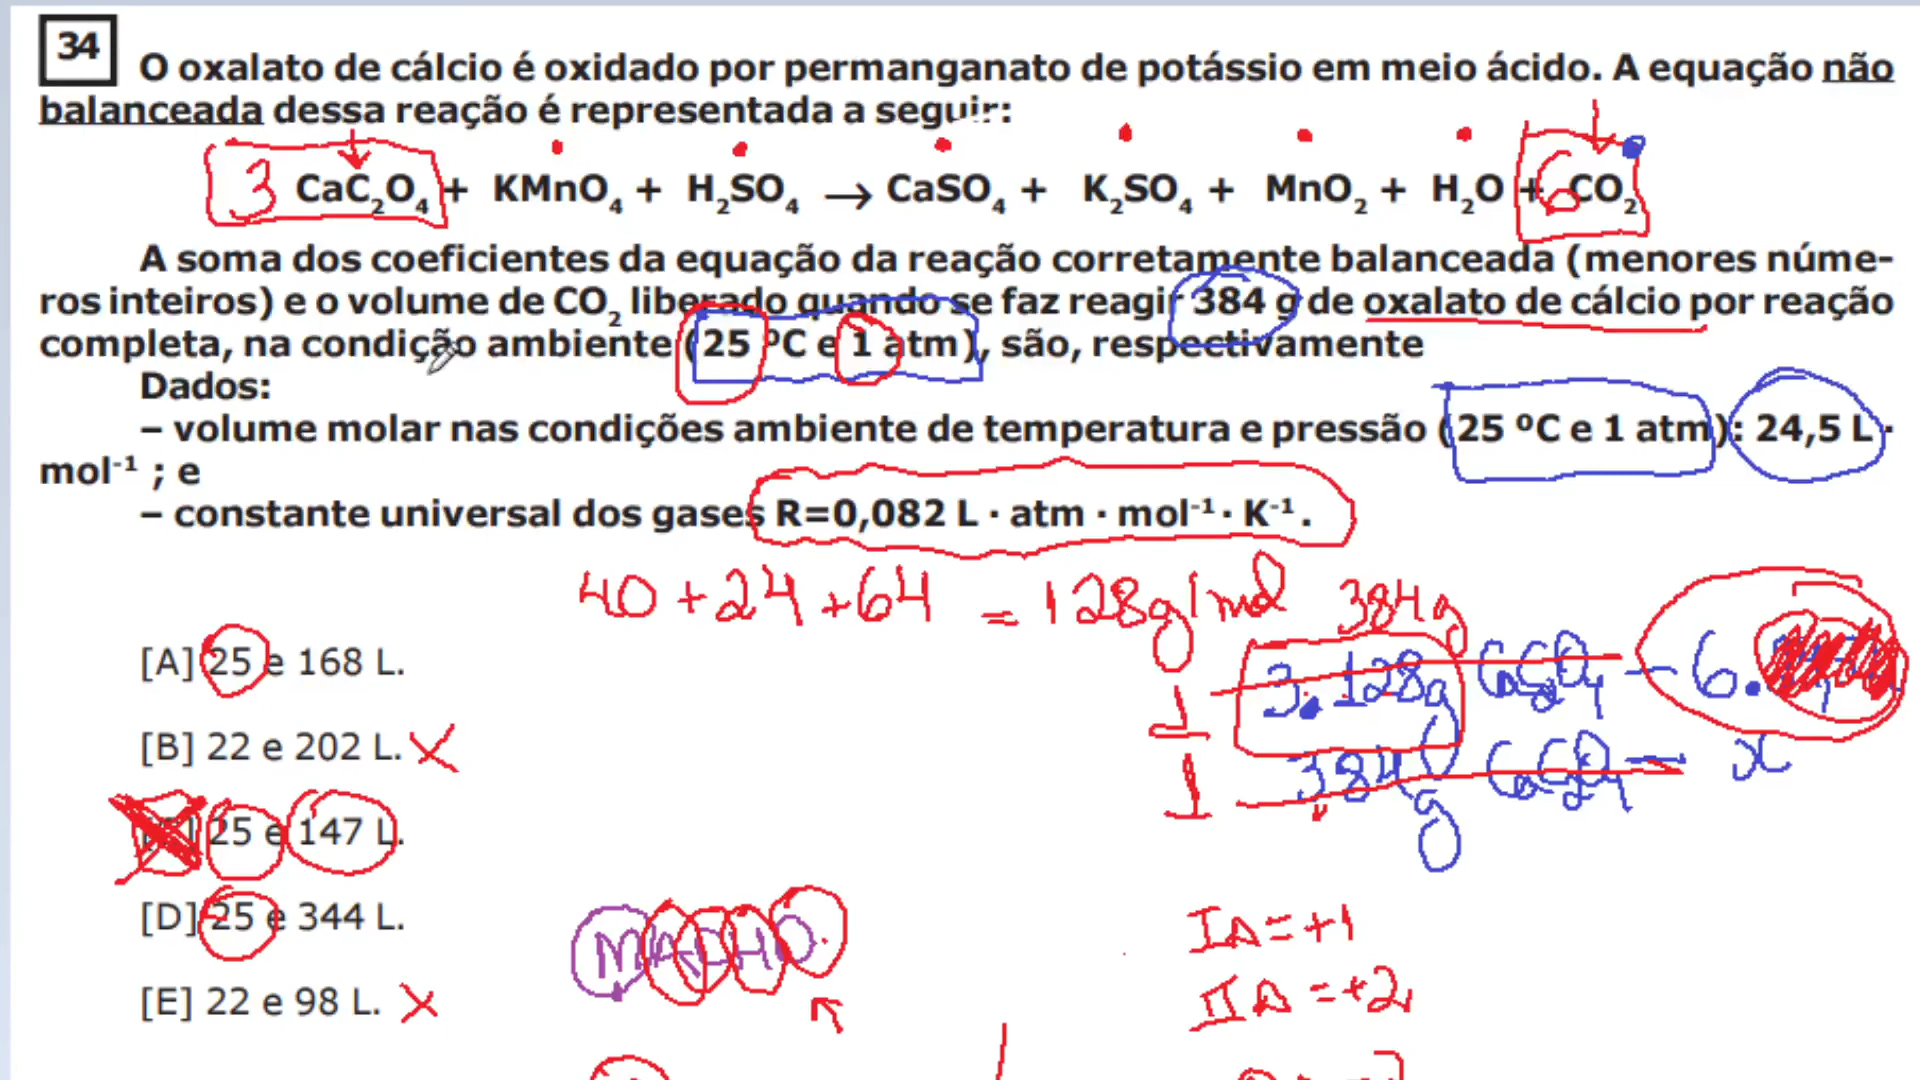 34
O oxalato de cálcio é oxidado por permanganato de potássio em meio ácido. A equação não
balanceada dessa reação é representada a seguir:
3 CaC₂O₄ + KMnO₄ + H₂SO₄ → CaSO₄ + K₂SO₄ + MnO₂ + H₂O + 6 CO₂
A soma dos coeficientes da equação da reação corretamente balanceada (menores núme-
ros inteiros) e o volume de CO₂ liberado quando se faz reagir 384 g de oxalato de cálcio por reação
completa, na condição ambiente (25 ºC e 1 atm), são, respectivamente
Dados:
– volume molar nas condições ambiente de temperatura e pressão (25 ºC e 1 atm): 24,5 L ·
mol⁻¹ ; e
– constante universal dos gases R=0,082 L · atm · mol⁻¹ · K⁻¹ .
40 + 24 + 64 = 128g/mol
384g
[A] 25 e 168 L.
1 3.128g CaC₂O₄ — 6.
[B] 22 e 202 L.
1 384g CaC₂O₄ — x
[C] 25 e 147 L.
[D] 25 e 344 L.
MACHO
IA = +1
[E] 22 e 98 L.
IIA = +2